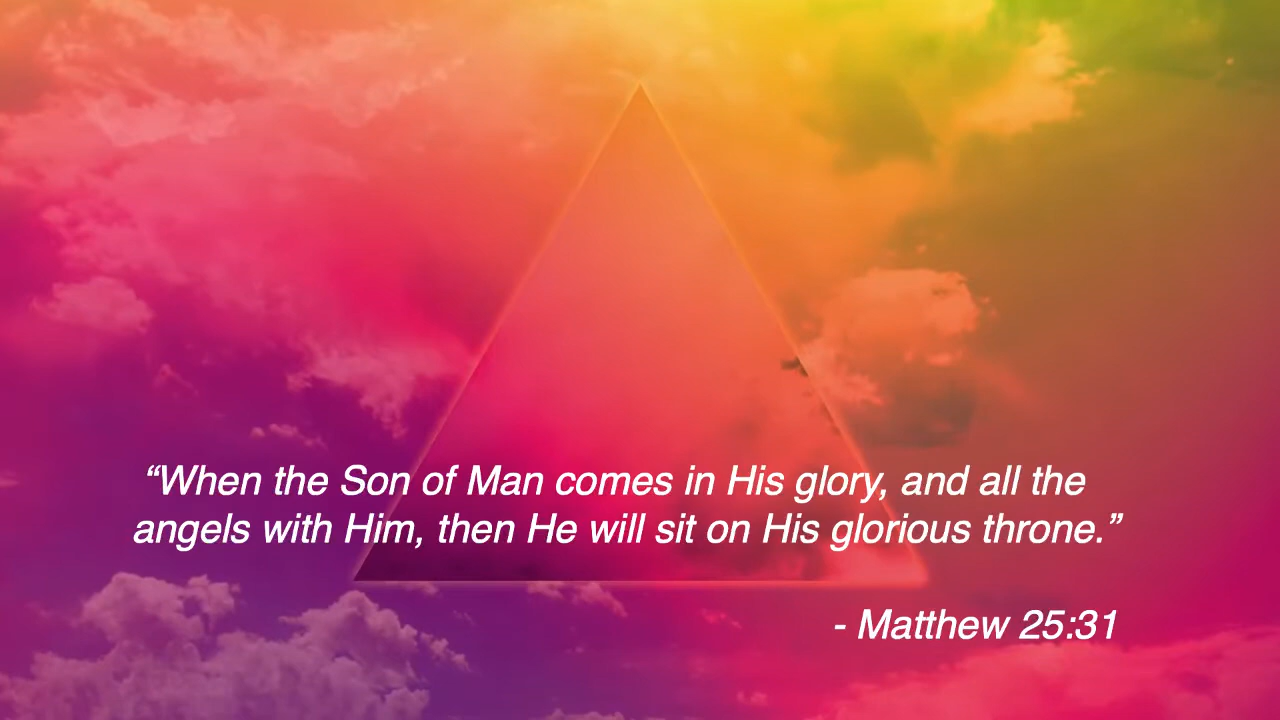 “When the Son of Man comes in His glory, and all the
angels with Him, then He will sit on His glorious throne.”
- Matthew 25:31